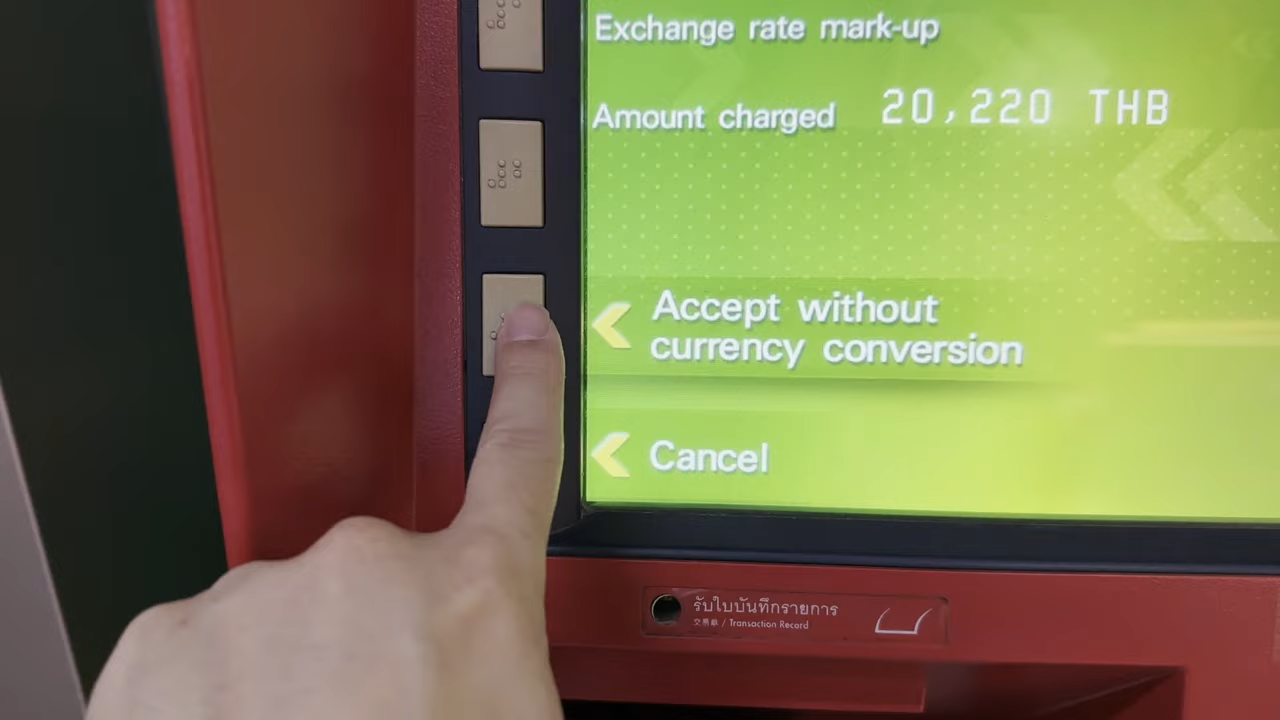 Exchange rate mark-up
Amount charged 20,220 THB
Accept without
currency conversion
Cancel
รับใบบันทึกรายการ
交易单 / Transaction Record